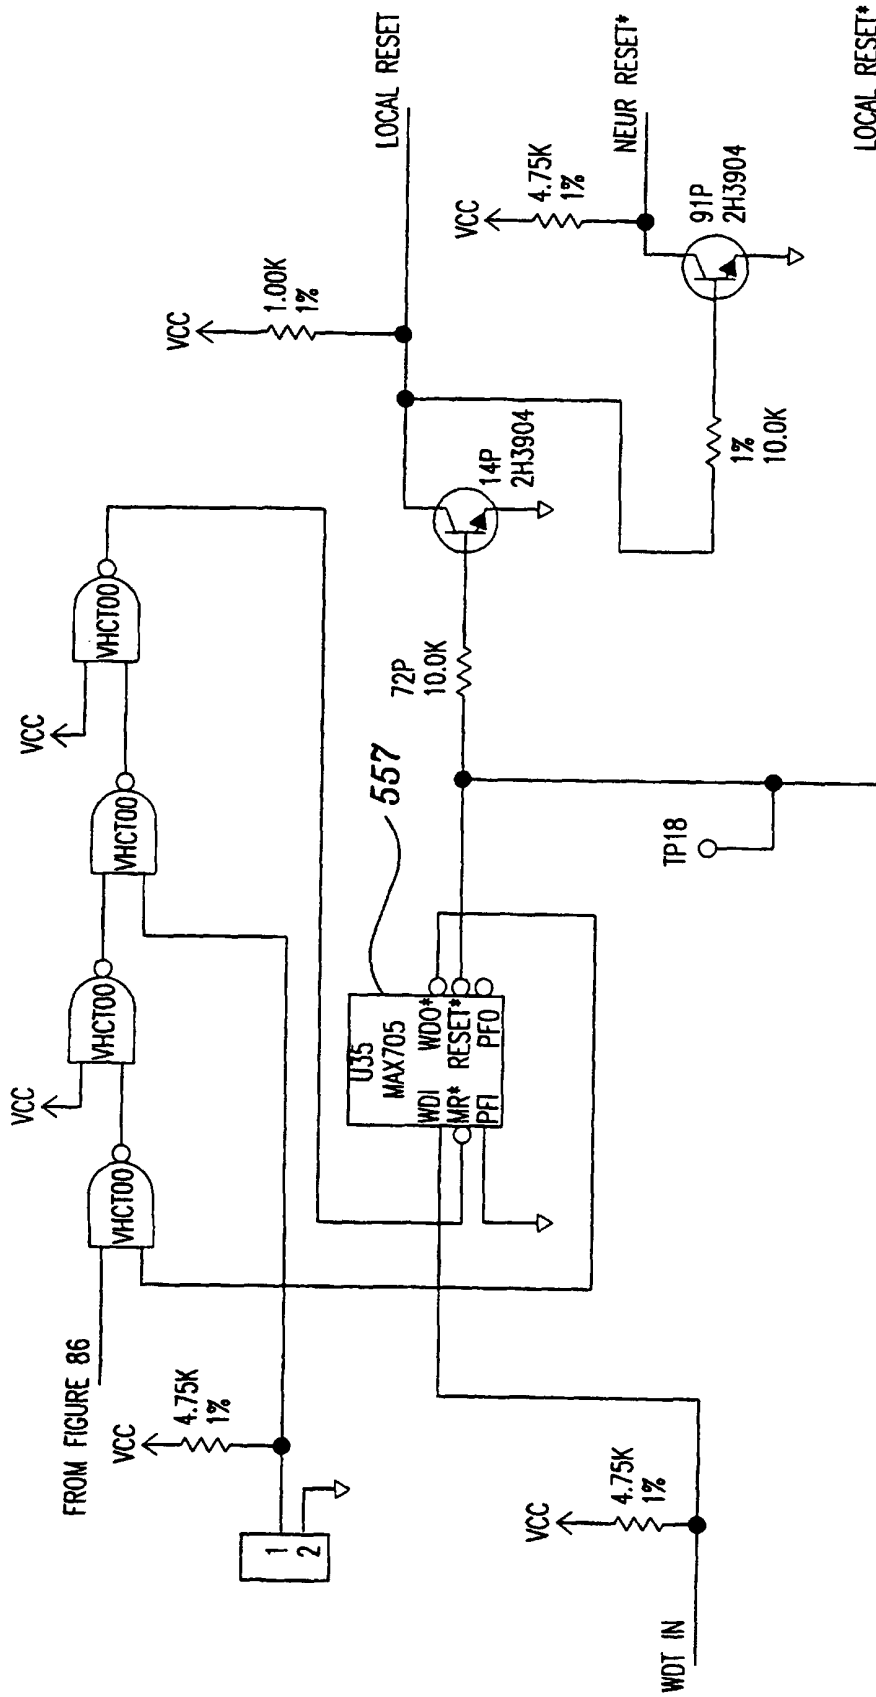 FROM FIGURE 86
VCC
4.75K
1%
1
2
VHCT00
VCC
VHCT00
VHCT00
VCC
VHCT00
WDT IN
VCC
4.75K
1%
U35
MAX705
WDI
WDO*
MR*
RESET*
PFI
PFO
557
TP18
72P
10.0K
14P
2H3904
VCC
1.00K
1%
LOCAL RESET
1%
10.0K
VCC
4.75K
1%
91P
2H3904
NEUR RESET*
LOCAL RESET*